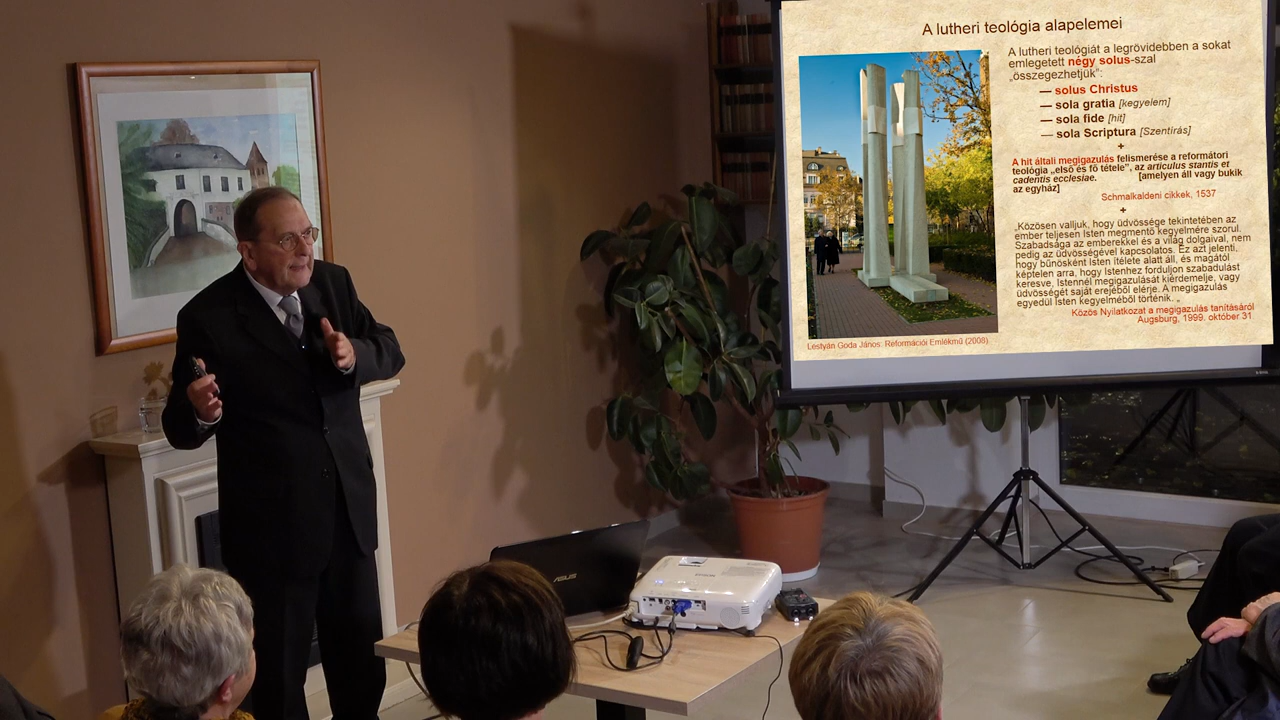 A lutheri teológia alapelemei
A lutheri teológiát a legrövidebben a sokat
emlegetett négy solus-szal
„összegezhetjük":
— solus Christus
— sola gratia [kegyelem]
— sola fide [hit]
— sola Scriptura [Szentírás]
+
A hit általi megigazulás felismerése a reformátori
teológia „első és fő tétele", az articulus stantis et
cadentis ecclesiae. [amelyen áll vagy bukik
az egyház]
Schmalkaldeni cikkek, 1537
+
„Közösen valljuk, hogy üdvössége tekintetében az
ember teljesen Isten megmentő kegyelmére szorul.
Szabadsága az emberekkel és a világ dolgaival, nem
pedig az üdvösségével kapcsolatos. Ez azt jelenti,
hogy bűnösként Isten ítélete alatt áll, és magától
képtelen arra, hogy Istenhez forduljon szabadulást
keresve, Istennél megigazulását kiérdemelje, vagy
üdvösségét saját erejéből elérje. A megigazulás
egyedül Isten kegyelméből történik. „
Közös Nyilatkozat a megigazulás tanításáról
Augsburg, 1999. október 31
Lestyán Goda János: Reformációi Emlékmű (2008)
ASUS
EPSON